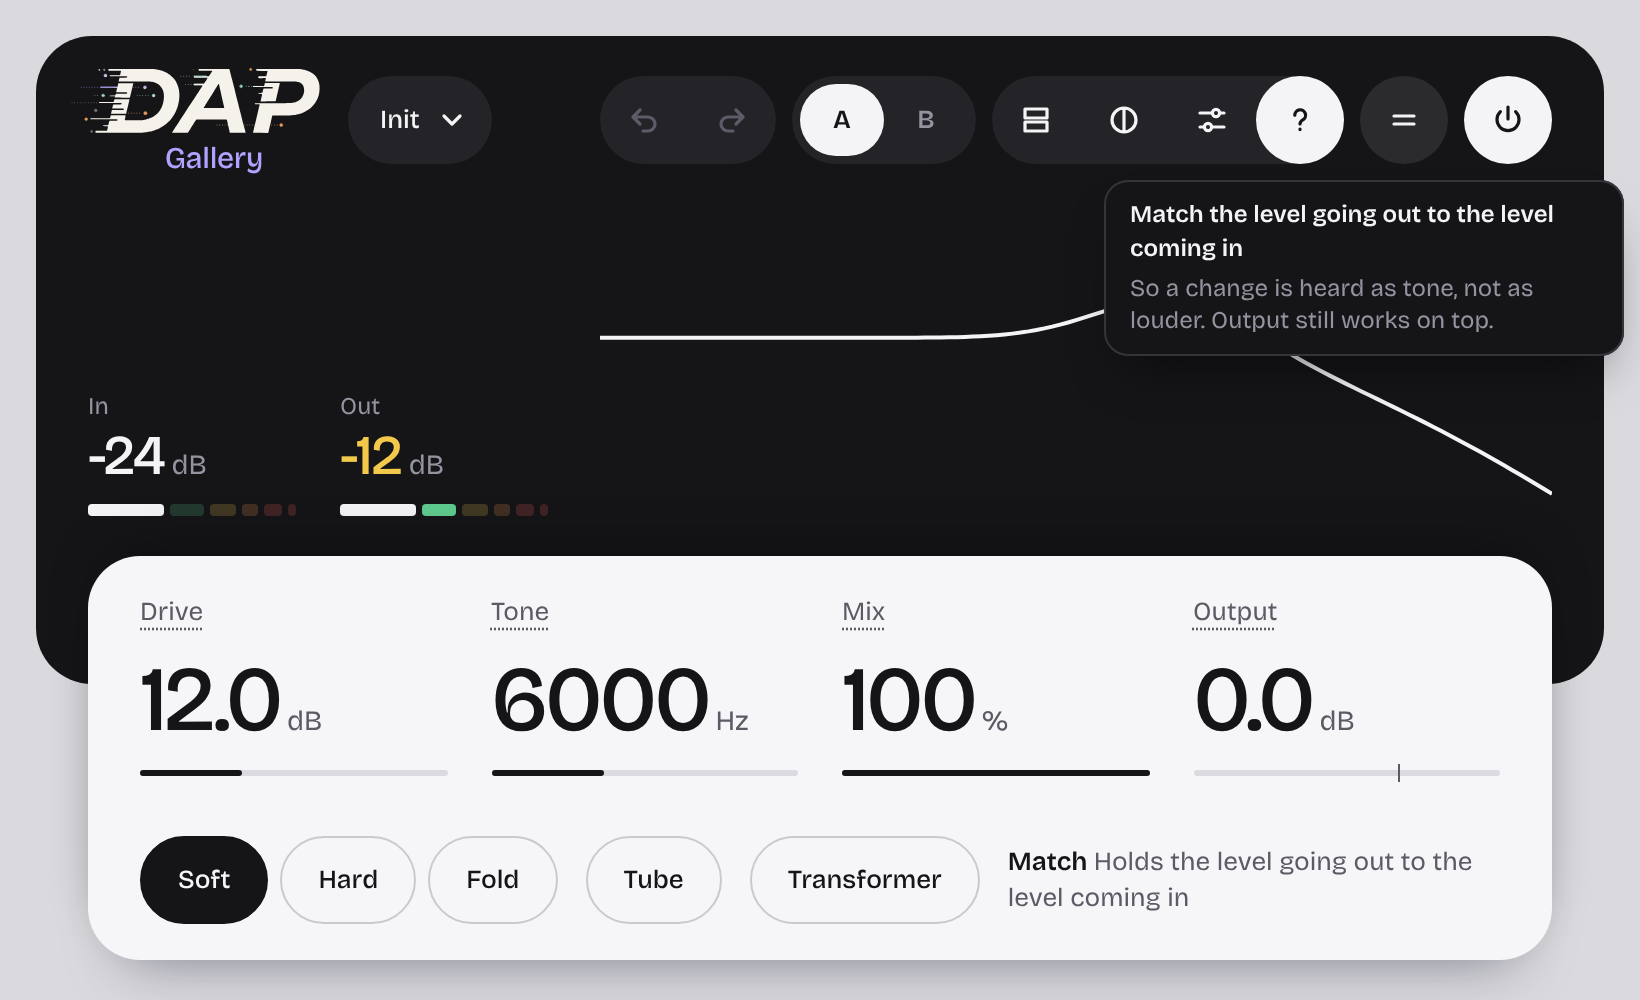 DAP
Gallery
Init
A
B
?
Match the level going out to the level
coming in
So a change is heard as tone, not as
louder. Output still works on top.
In
-24 dB
Out
-12 dB
Drive
12.0 dB
Tone
6000 Hz
Mix
100 %
Output
0.0 dB
Soft
Hard
Fold
Tube
Transformer
Match Holds the level going out to the
level coming in